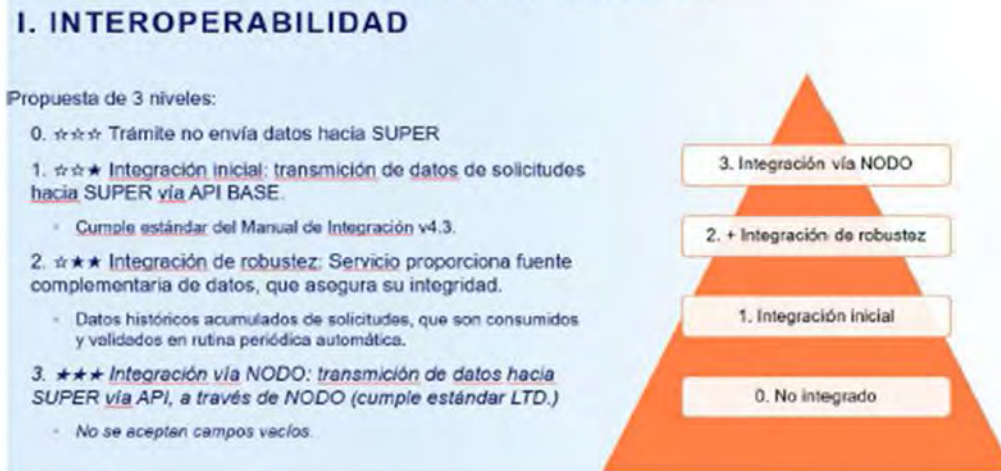 I. INTEROPERABILIDAD
Propuesta de 3 niveles:
0. ☆☆☆ Trámite no envía datos hacia SUPER
1. ☆☆★ Integración inicial: transmición de datos de solicitudes
hacia SUPER vía API BASE.
◦ Cumple estándar del Manual de Integración v4.3.
2. ☆★★ Integración de robustez: Servicio proporciona fuente
complementaria de datos, que asegura su integridad.
◦ Datos históricos acumulados de solicitudes, que son consumidos
y validados en rutina periódica automática.
3. ★★★ Integración vía NODO: transmición de datos hacia
SUPER vía API, a través de NODO (cumple estándar LTD.)
◦ No se aceptan campos vacíos.
3. Integración vía NODO
2. + Integración de robustez
1. Integración inicial
0. No integrado